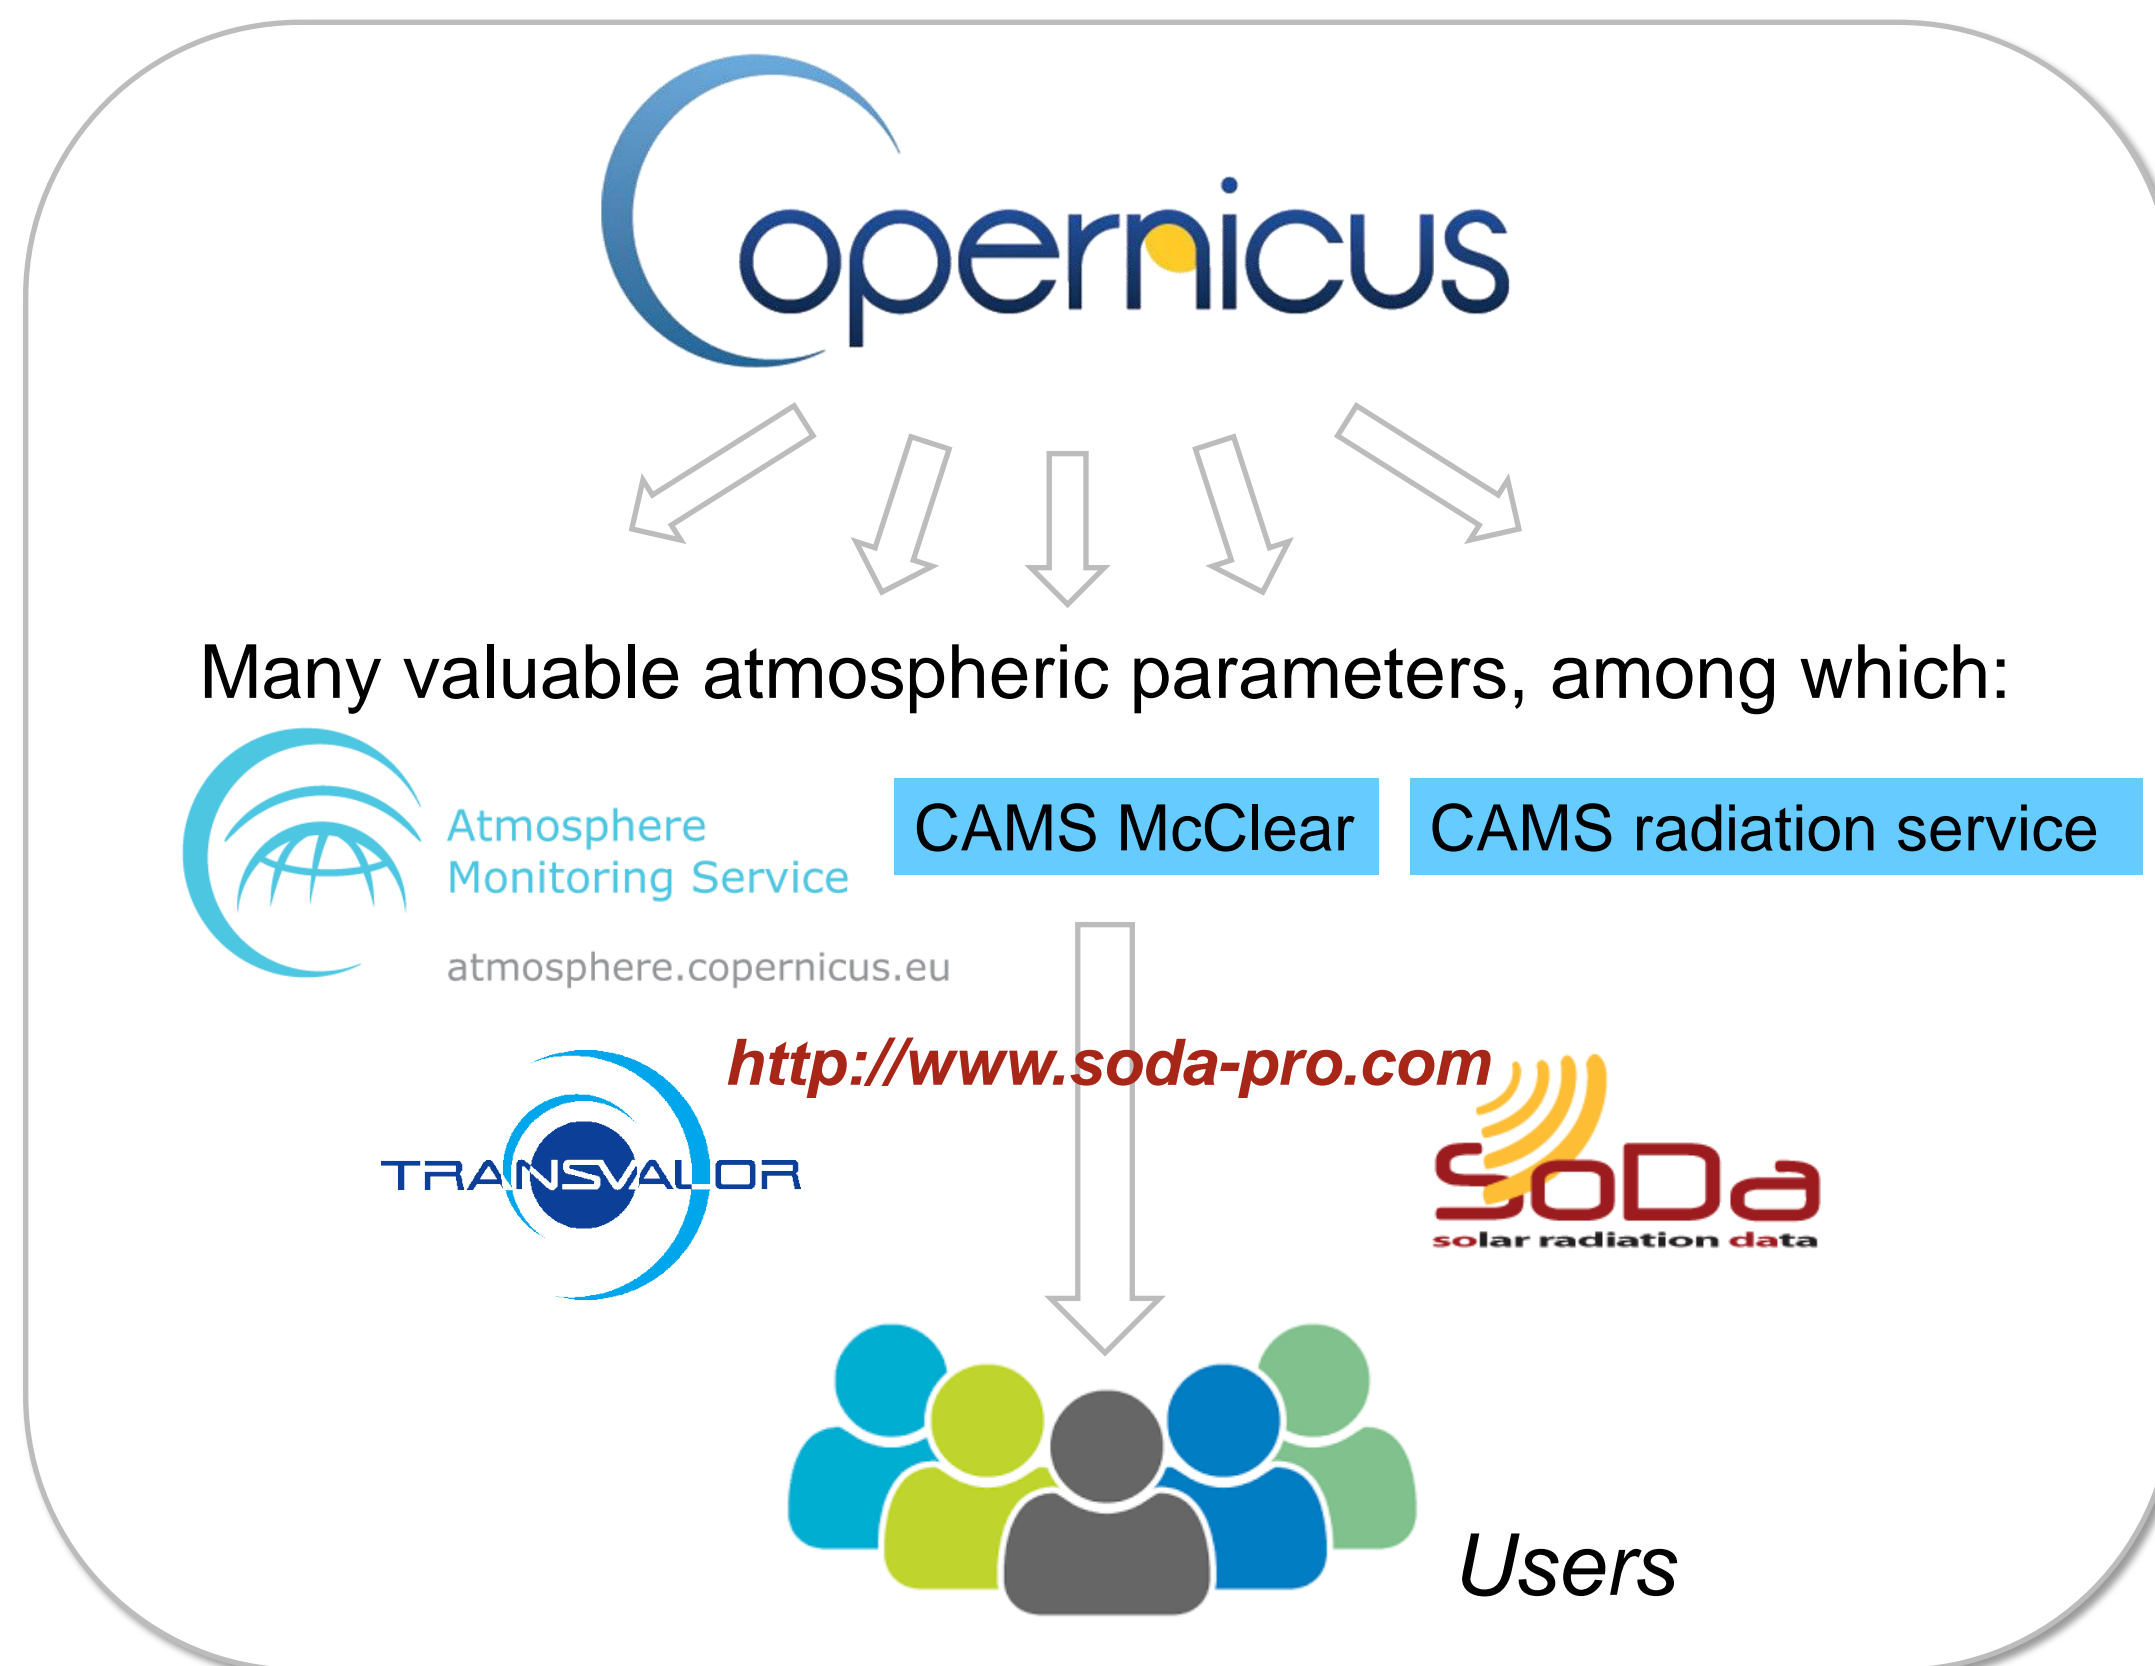 Copernicus
Many valuable atmospheric parameters, among which:
Atmosphere
Monitoring Service
atmosphere.copernicus.eu
CAMS McClear
CAMS radiation service
http://www.soda-pro.com
TRANSVALOR
SoDa
solar radiation data
Users